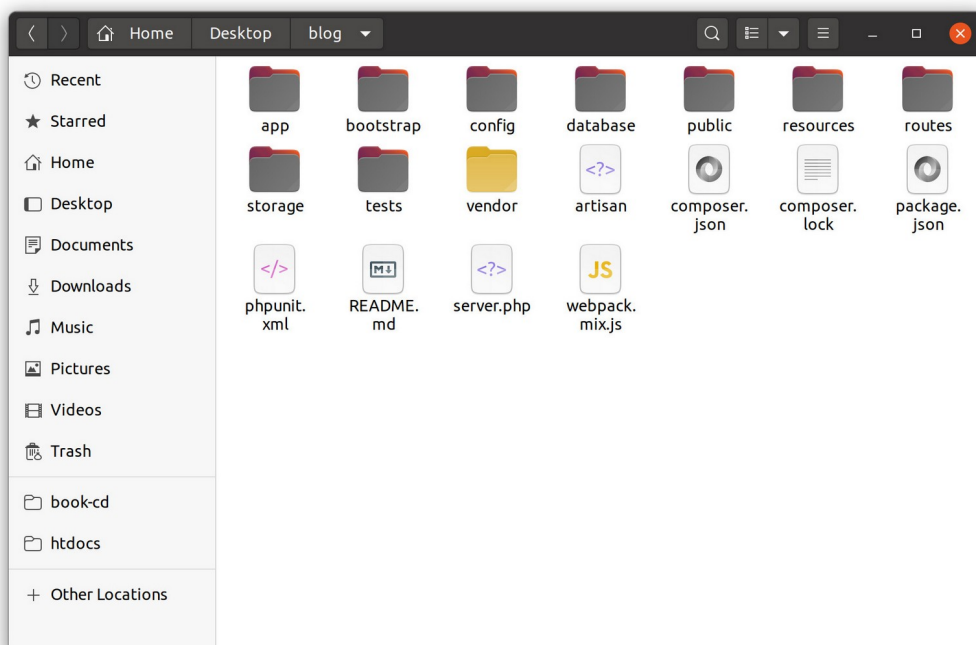 Home Desktop blog
Recent
Starred
Home
Desktop
Documents
Downloads
Music
Pictures
Videos
Trash
book-cd
htdocs
Other Locations
app bootstrap config database public resources routes
<?>
storage tests vendor artisan composer. composer. package.
json lock json
</> M <?> JS
phpunit. README. server.php webpack.
xml md mix.js